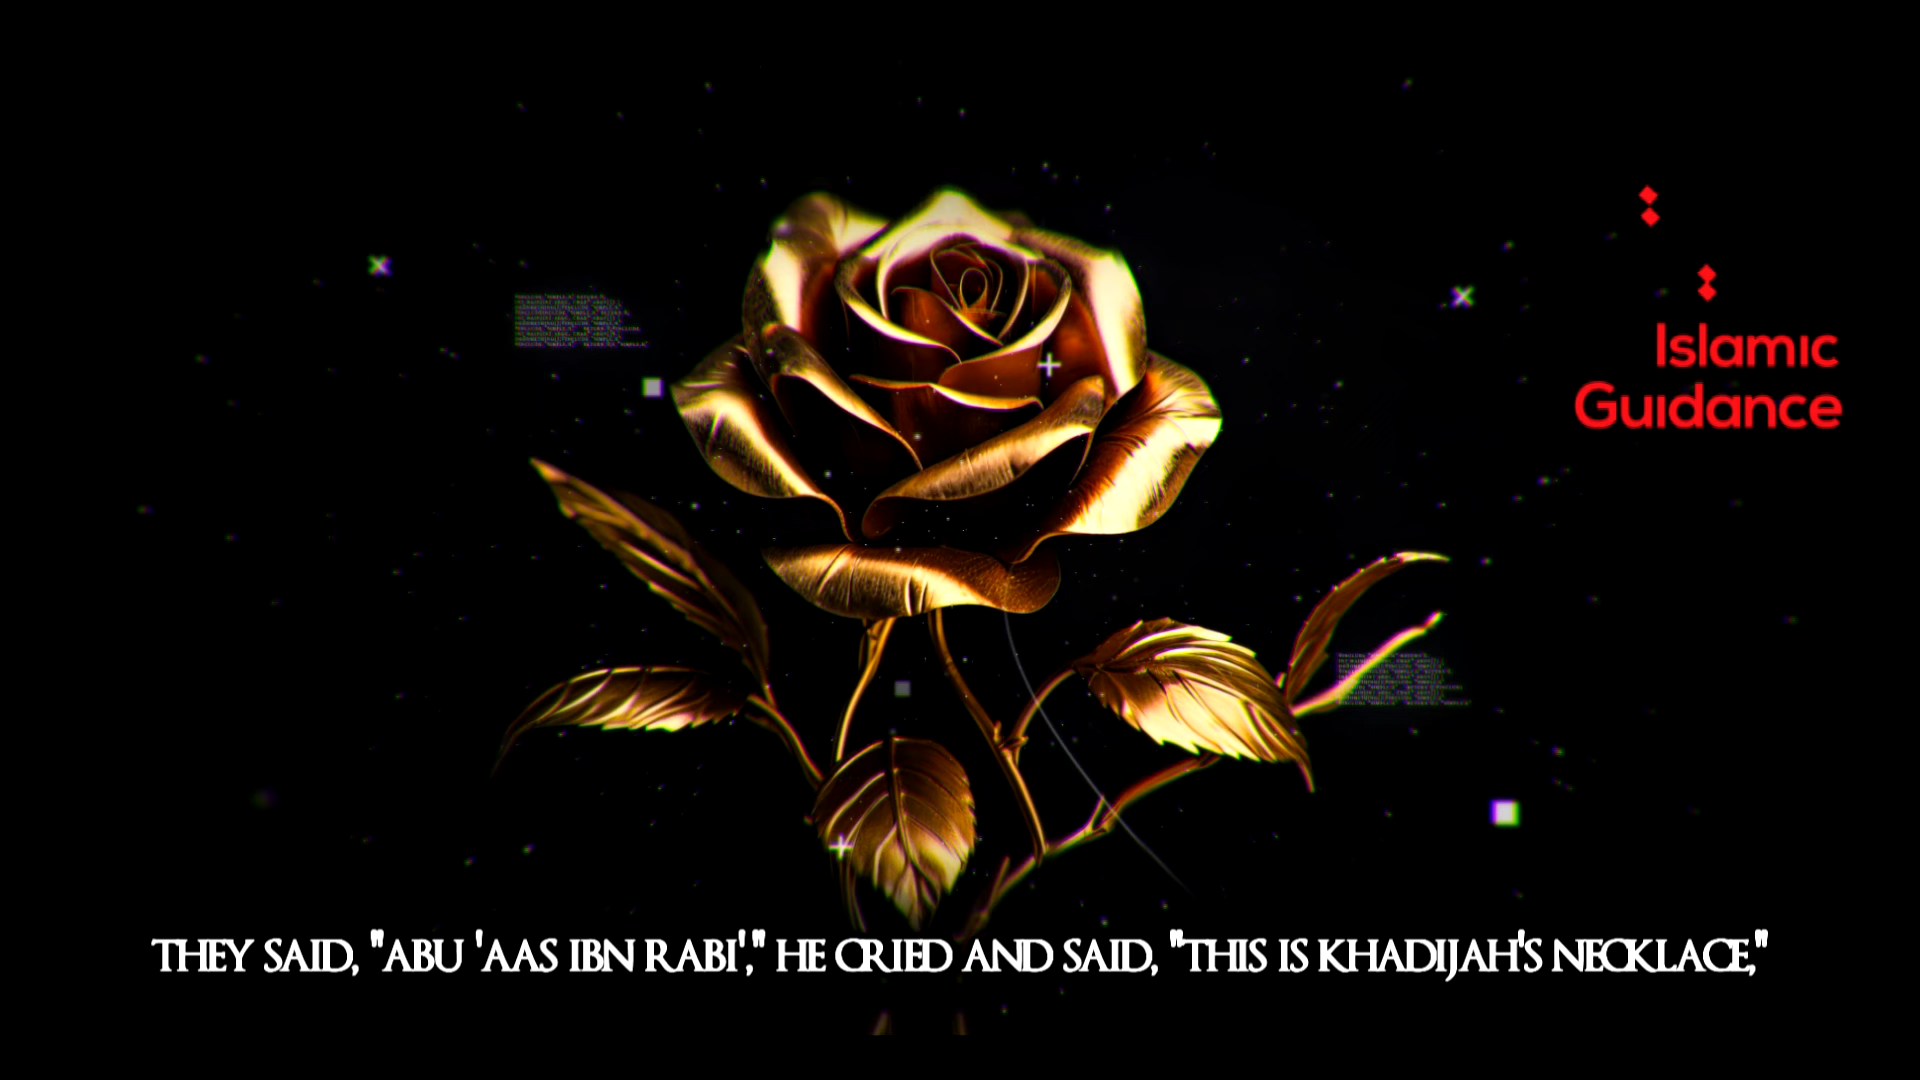 Islamic
Guidance
THEY SAID, "ABU 'AAS IBN RABI'," HE CRIED AND SAID, "THIS IS KHADIJAH'S NECKLACE,"